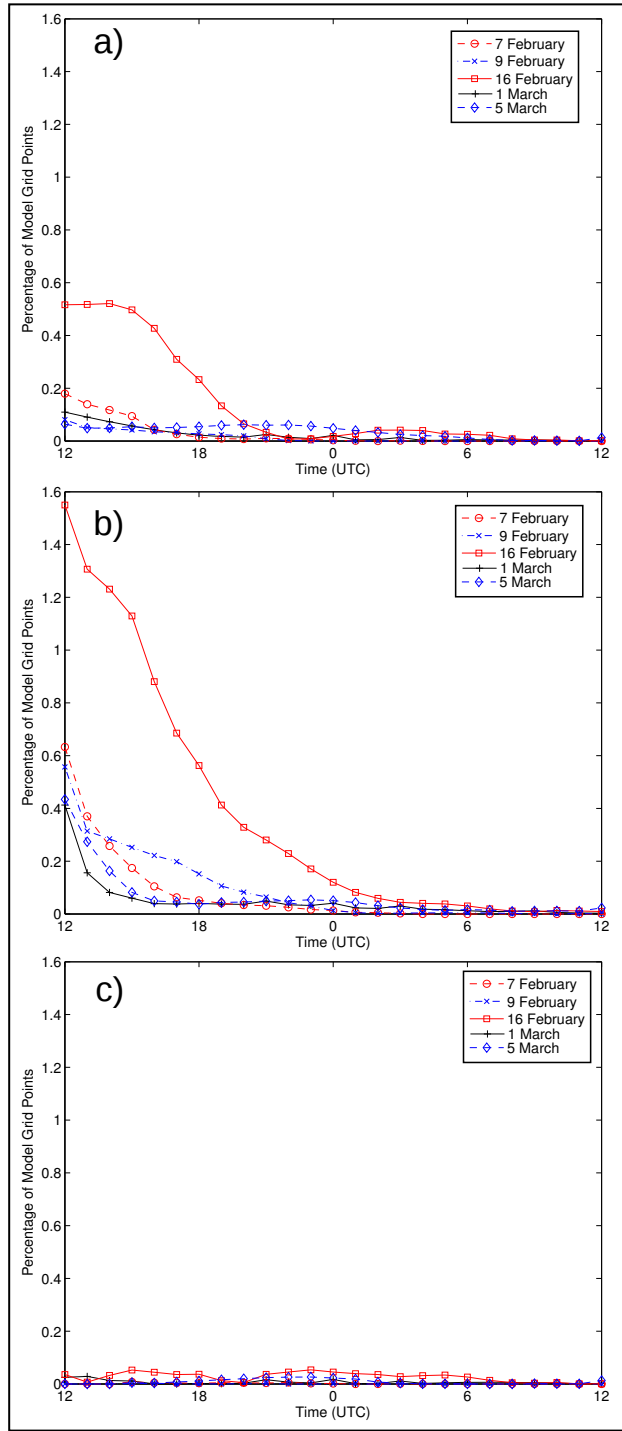 a)
7 February
9 February
16 February
1 March
5 March
1.6
1.4
1.2
1
0.8
0.6
0.4
0.2
0
Percentage of Model Grid Points
12 18 0 6 12
Time (UTC)
b)
7 February
9 February
16 February
1 March
5 March
1.6
1.4
1.2
1
0.8
0.6
0.4
0.2
0
Percentage of Model Grid Points
12 18 0 6 12
Time (UTC)
c)
7 February
9 February
16 February
1 March
5 March
1.6
1.4
1.2
1
0.8
0.6
0.4
0.2
0
Percentage of Model Grid Points
12 18 0 6 12
Time (UTC)